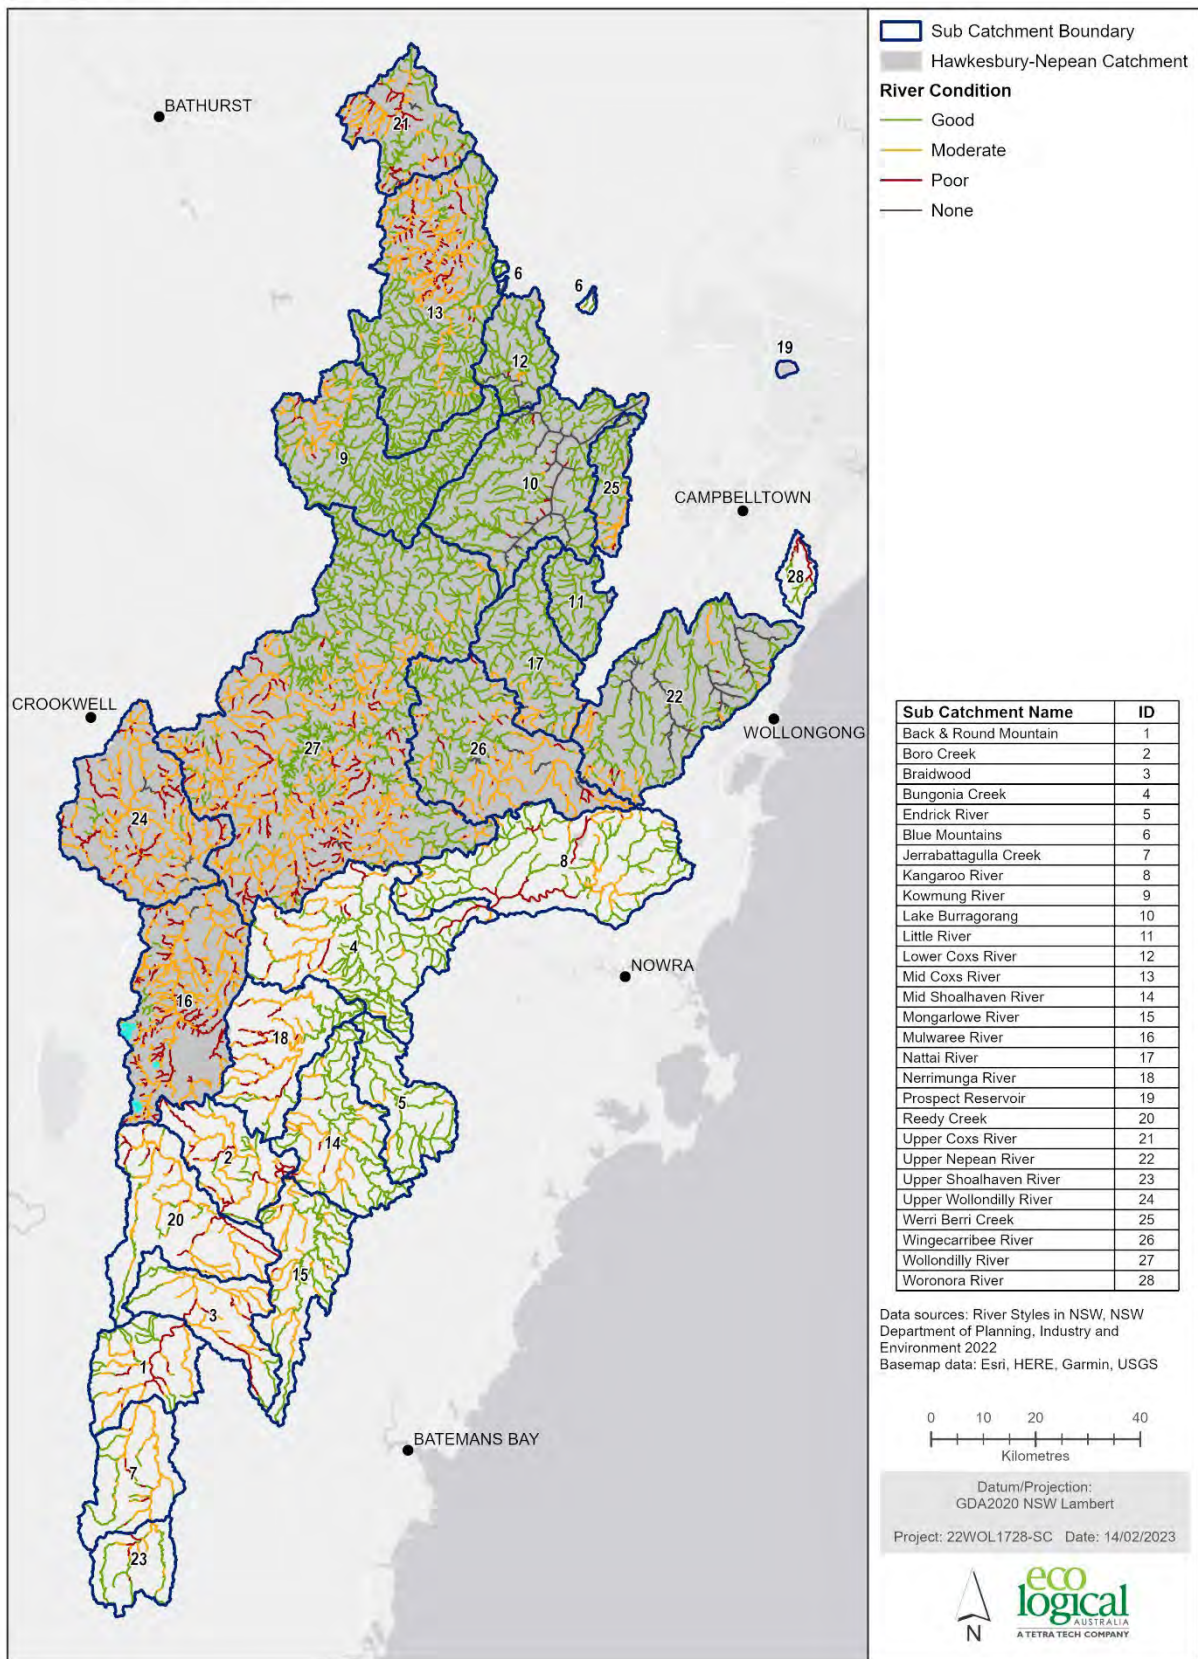 Sub Catchment Boundary
Hawkesbury-Nepean Catchment
River Condition
Good
Moderate
Poor
None
BATHURST
21
6
6
13
19
12
9
10
25
CAMPBELLTOWN
28
11
17
22
CROOKWELL
WOLLONGONG
27
26
24
8
4
NOWRA
16
18
5
14
2
20
15
3
1
BATEMANS BAY
7
23
Sub Catchment Name ID
Back & Round Mountain 1
Boro Creek 2
Braidwood 3
Bungonia Creek 4
Endrick River 5
Blue Mountains 6
Jerrabattagulla Creek 7
Kangaroo River 8
Kowmung River 9
Lake Burragorang 10
Little River 11
Lower Coxs River 12
Mid Coxs River 13
Mid Shoalhaven River 14
Mongarlowe River 15
Mulwaree River 16
Nattai River 17
Nerrimunga River 18
Prospect Reservoir 19
Reedy Creek 20
Upper Coxs River 21
Upper Nepean River 22
Upper Shoalhaven River 23
Upper Wollondilly River 24
Werri Berri Creek 25
Wingecarribee River 26
Wollondilly River 27
Woronora River 28
Data sources: River Styles in NSW, NSW
Department of Planning, Industry and
Environment 2022
Basemap data: Esri, HERE, Garmin, USGS
0 10 20 40
Kilometres
Datum/Projection:
GDA2020 NSW Lambert
Project: 22WOL1728-SC Date: 14/02/2023
N
eco
logical
AUSTRALIA
A TETRA TECH COMPANY